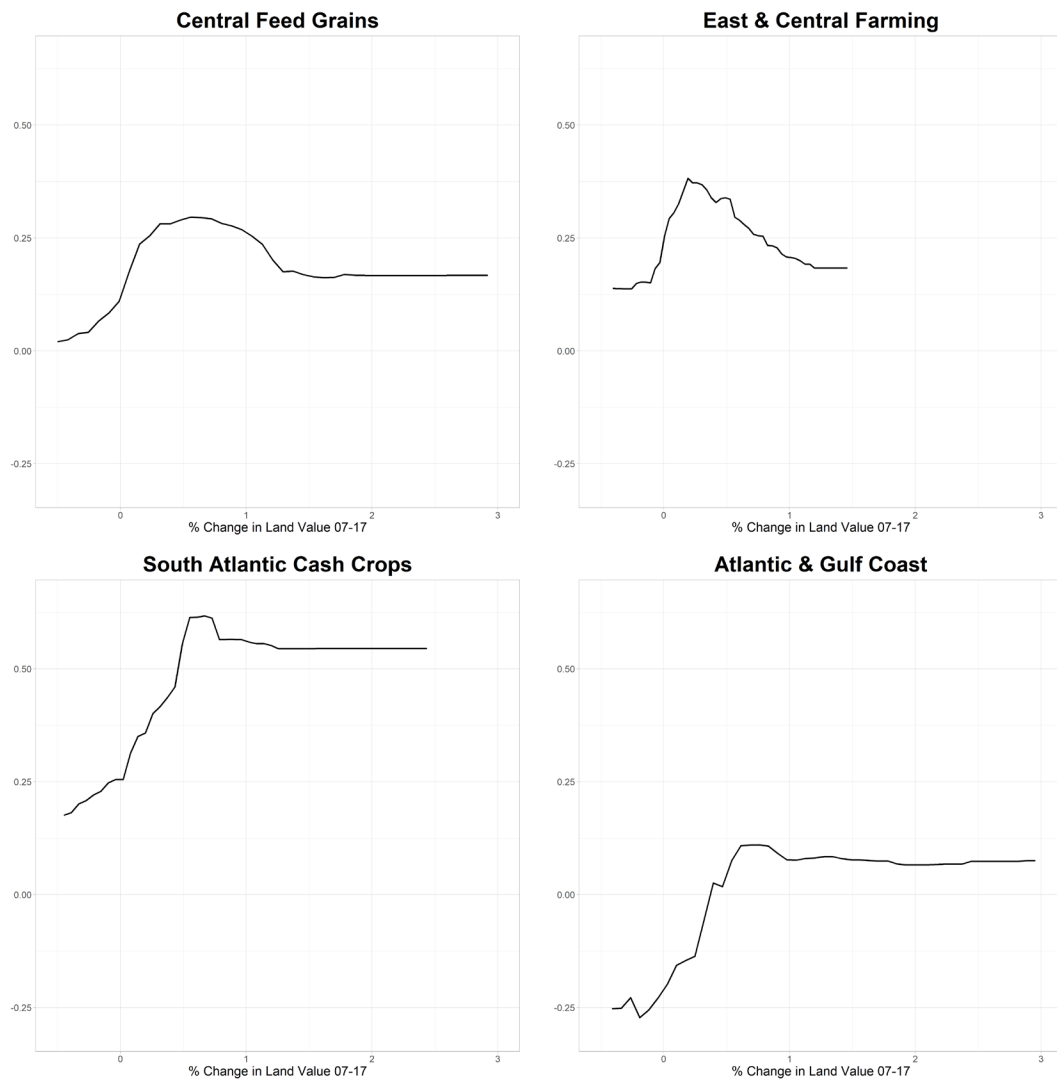 Central Feed Grains
0.50
0.25
0.00
-0.25
0 1 2 3
% Change in Land Value 07-17
East & Central Farming
0.50
0.25
0.00
-0.25
0 1 2 3
% Change in Land Value 07-17
South Atlantic Cash Crops
0.50
0.25
0.00
-0.25
0 1 2 3
% Change in Land Value 07-17
Atlantic & Gulf Coast
0.50
0.25
0.00
-0.25
0 1 2 3
% Change in Land Value 07-17